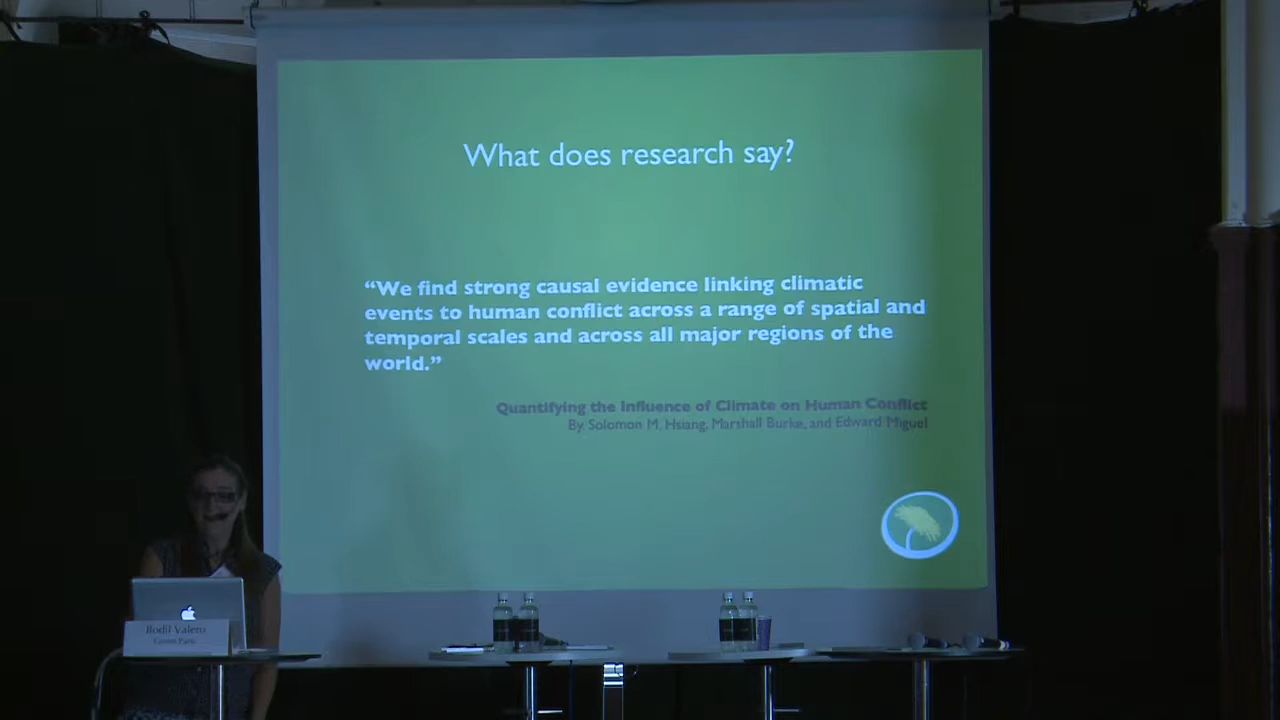 What does research say?
“We find strong causal evidence linking climatic
events to human conflict across a range of spatial and
temporal scales and across all major regions of the
world.”
Quantifying the Influence of Climate on Human Conflict
By Solomon M. Hsiang, Marshall Burke, and Edward Miguel
Bodil Valero